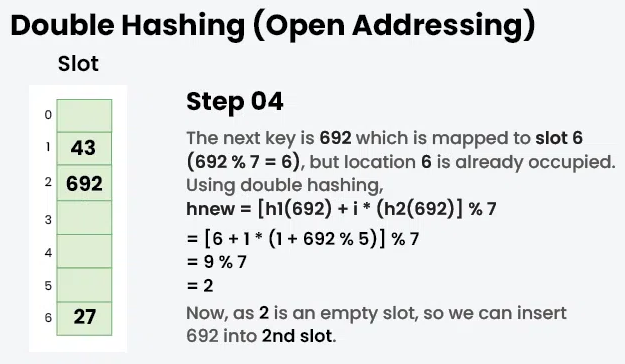 Double Hashing (Open Addressing)
Slot
0
1 43
2 692
3
4
5
6 27
Step 04
The next key is 692 which is mapped to slot 6
(692 % 7 = 6), but location 6 is already occupied.
Using double hashing,
hnew = [h1(692) + i * (h2(692)] % 7
= [6 + 1 * (1 + 692 % 5)] % 7
= 9 % 7
= 2
Now, as 2 is an empty slot, so we can insert
692 into 2nd slot.